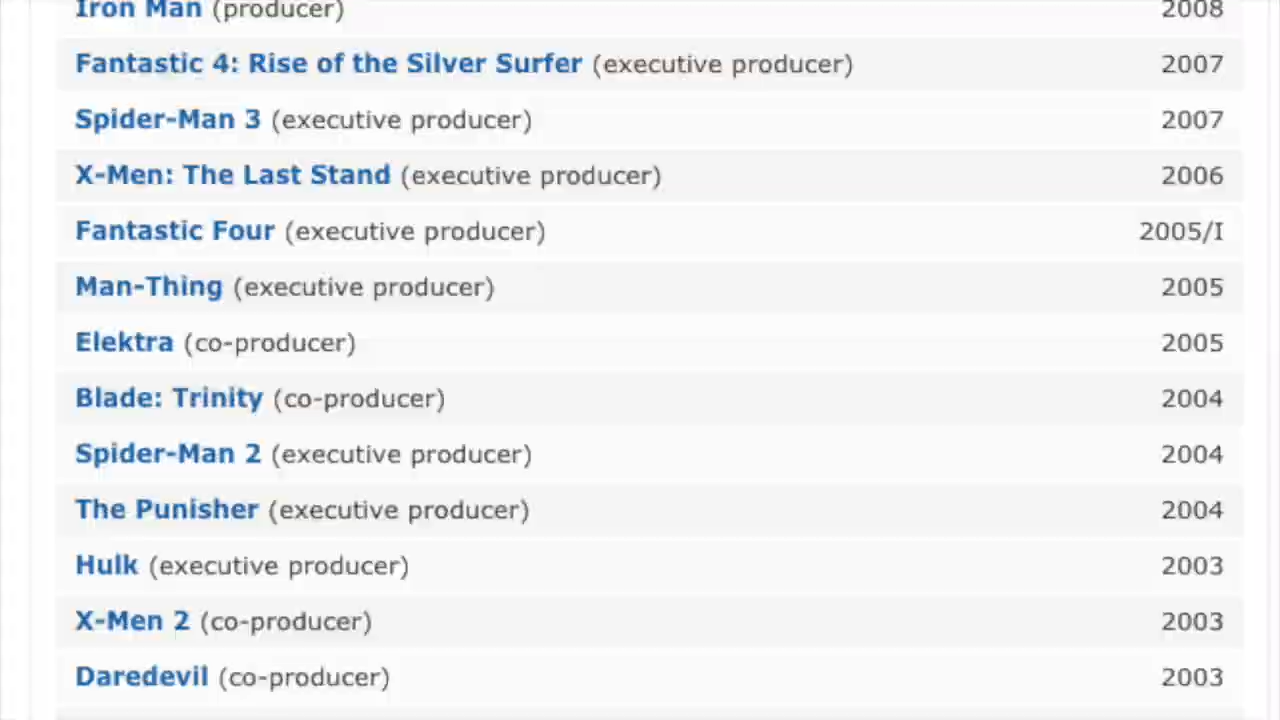 Iron Man (producer) 2008
Fantastic 4: Rise of the Silver Surfer (executive producer) 2007
Spider-Man 3 (executive producer) 2007
X-Men: The Last Stand (executive producer) 2006
Fantastic Four (executive producer) 2005/I
Man-Thing (executive producer) 2005
Elektra (co-producer) 2005
Blade: Trinity (co-producer) 2004
Spider-Man 2 (executive producer) 2004
The Punisher (executive producer) 2004
Hulk (executive producer) 2003
X-Men 2 (co-producer) 2003
Daredevil (co-producer) 2003